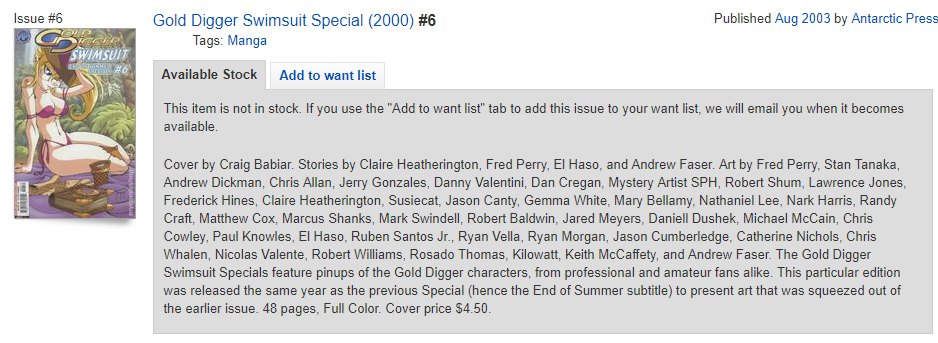 Issue #6
Gold Digger Swimsuit Special (2000) #6
Published Aug 2003 by Antarctic Press
Tags: Manga
GOLD DIGGER
SWIMSUIT
#6
Available Stock
Add to want list
This item is not in stock. If you use the "Add to want list" tab to add this issue to your want list, we will email you when it becomes
available.
Cover by Craig Babiar. Stories by Claire Heatherington, Fred Perry, El Haso, and Andrew Faser. Art by Fred Perry, Stan Tanaka,
Andrew Dickman, Chris Allan, Jerry Gonzales, Danny Valentini, Dan Cregan, Mystery Artist SPH, Robert Shum, Lawrence Jones,
Frederick Hines, Claire Heatherington, Susiecat, Jason Canty, Gemma White, Mary Bellamy, Nathaniel Lee, Nark Harris, Randy
Craft, Matthew Cox, Marcus Shanks, Mark Swindell, Robert Baldwin, Jared Meyers, Daniell Dushek, Michael McCain, Chris
Cowley, Paul Knowles, El Haso, Ruben Santos Jr., Ryan Vella, Ryan Morgan, Jason Cumberledge, Catherine Nichols, Chris
Whalen, Nicolas Valente, Robert Williams, Rosado Thomas, Kilowatt, Keith McCaffety, and Andrew Faser. The Gold Digger
Swimsuit Specials feature pinups of the Gold Digger characters, from professional and amateur fans alike. This particular edition
was released the same year as the previous Special (hence the End of Summer subtitle) to present art that was squeezed out of
the earlier issue. 48 pages, Full Color. Cover price $4.50.